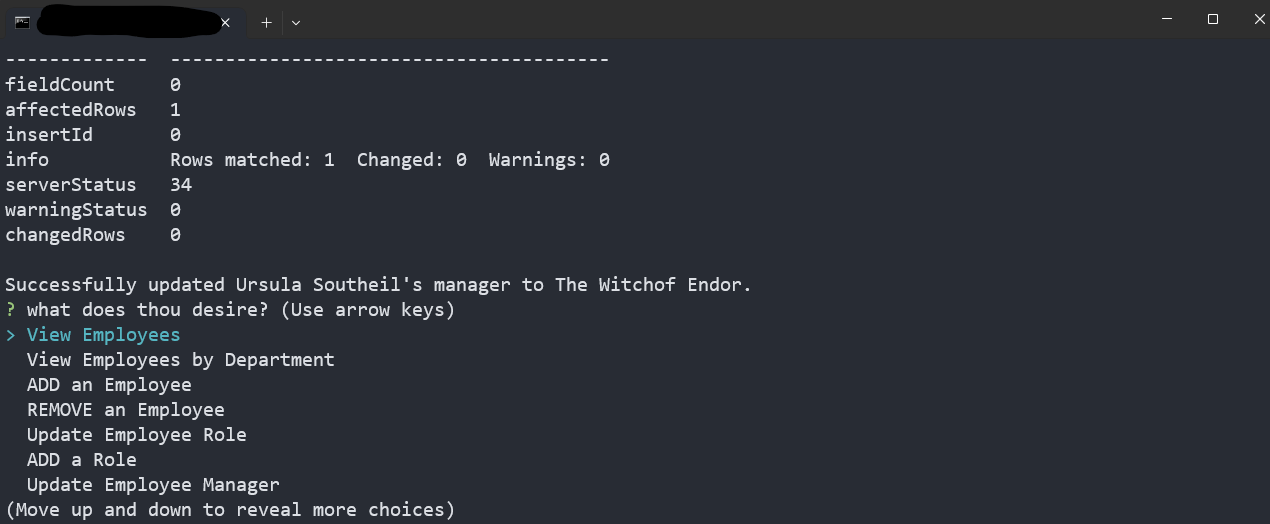 -------------  ----------------------------------------
fieldCount     0
affectedRows   1
insertId       0
info           Rows matched: 1  Changed: 0  Warnings: 0
serverStatus   34
warningStatus  0
changedRows    0
Successfully updated Ursula Southeil's manager to The Witchof Endor.
? what does thou desire? (Use arrow keys)
> View Employees
  View Employees by Department
  ADD an Employee
  REMOVE an Employee
  Update Employee Role
  ADD a Role
  Update Employee Manager
(Move up and down to reveal more choices)